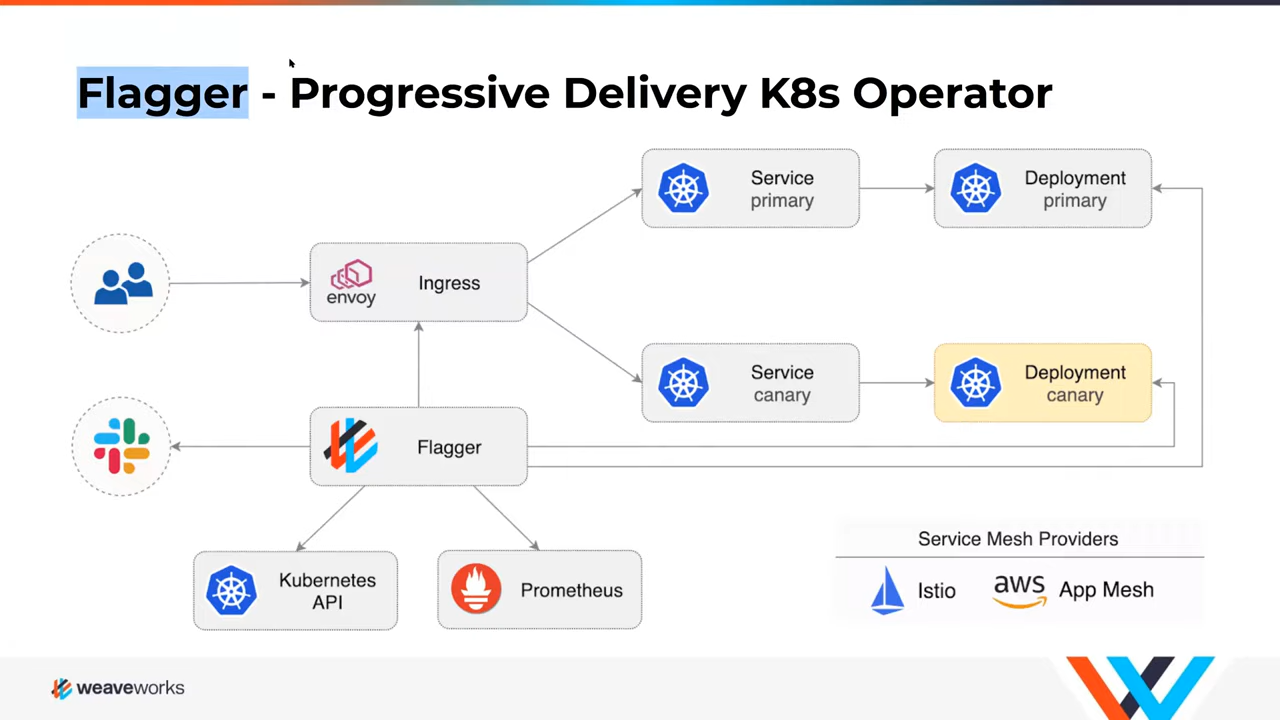 Flagger - Progressive Delivery K8s Operator
Service
primary
Deployment
primary
envoy
Ingress
Service
canary
Deployment
canary
Flagger
Kubernetes
API
Prometheus
Service Mesh Providers
Istio
aws
App Mesh
weaveworks